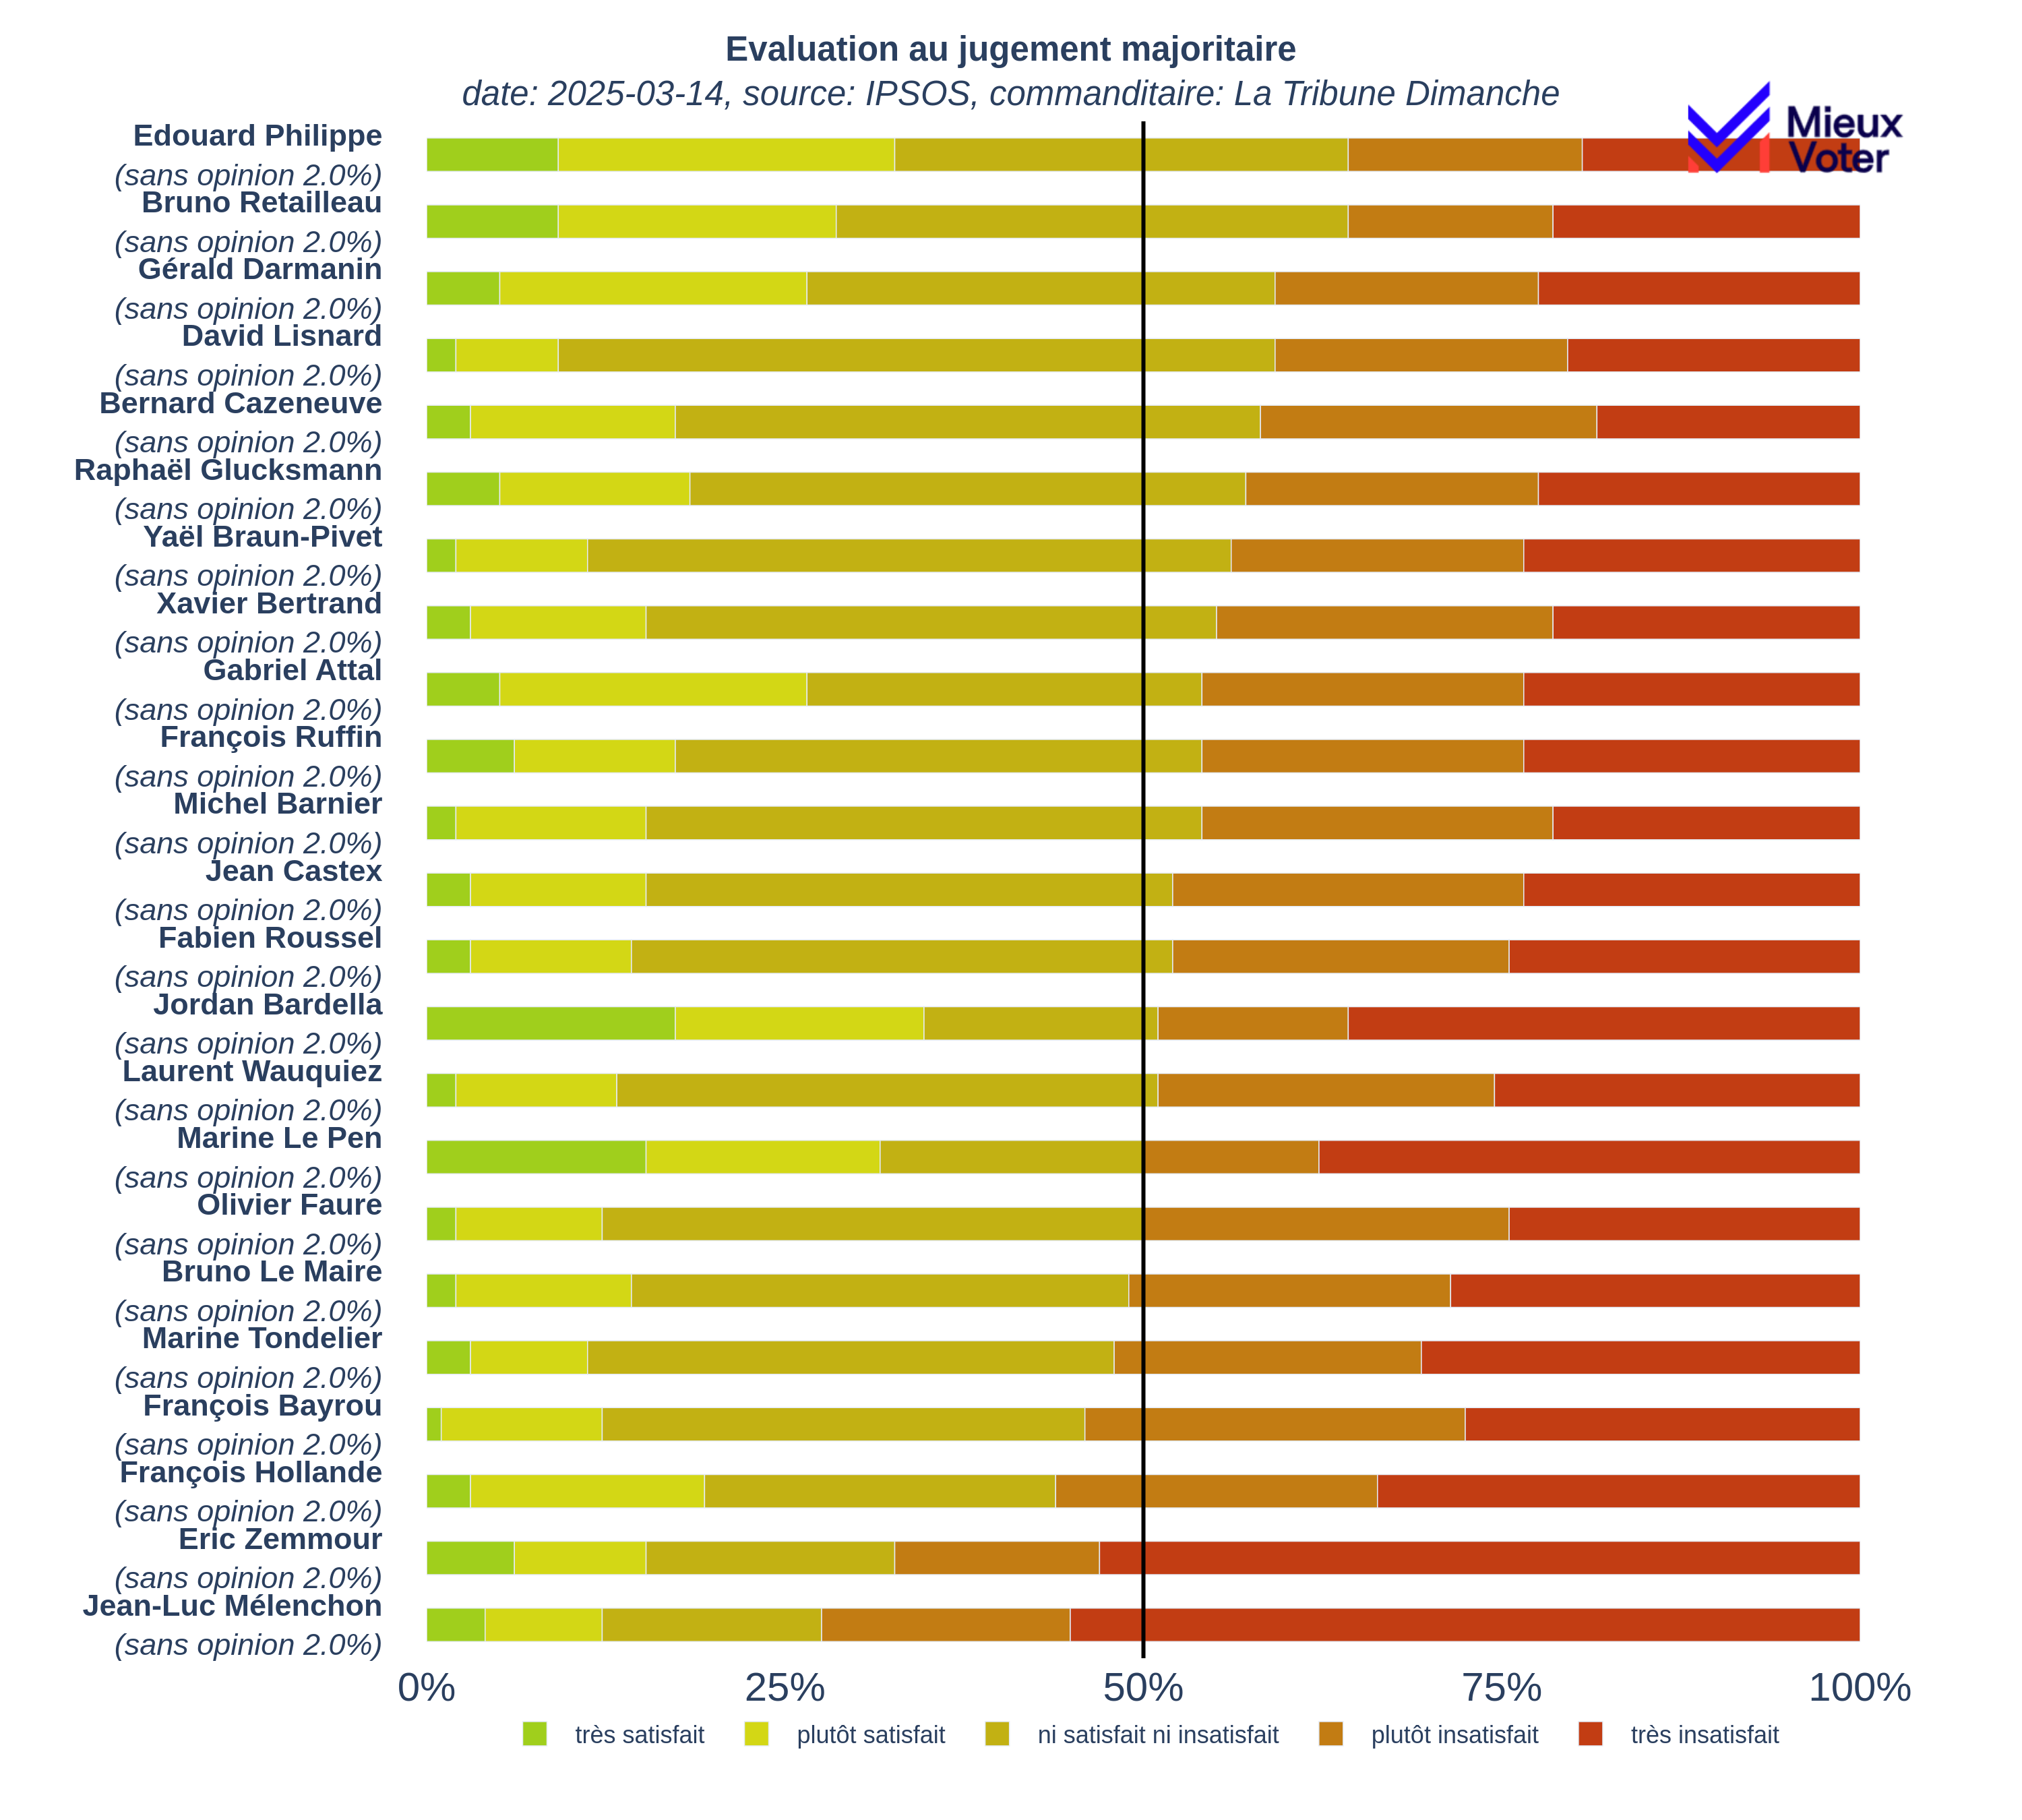 Evaluation au jugement majoritaire
date: 2025-03-14, source: IPSOS, commanditaire: La Tribune Dimanche
Mieux
Voter
Edouard Philippe
(sans opinion 2.0%)
Bruno Retailleau
(sans opinion 2.0%)
Gérald Darmanin
(sans opinion 2.0%)
David Lisnard
(sans opinion 2.0%)
Bernard Cazeneuve
(sans opinion 2.0%)
Raphaël Glucksmann
(sans opinion 2.0%)
Yaël Braun-Pivet
(sans opinion 2.0%)
Xavier Bertrand
(sans opinion 2.0%)
Gabriel Attal
(sans opinion 2.0%)
François Ruffin
(sans opinion 2.0%)
Michel Barnier
(sans opinion 2.0%)
Jean Castex
(sans opinion 2.0%)
Fabien Roussel
(sans opinion 2.0%)
Jordan Bardella
(sans opinion 2.0%)
Laurent Wauquiez
(sans opinion 2.0%)
Marine Le Pen
(sans opinion 2.0%)
Olivier Faure
(sans opinion 2.0%)
Bruno Le Maire
(sans opinion 2.0%)
Marine Tondelier
(sans opinion 2.0%)
François Bayrou
(sans opinion 2.0%)
François Hollande
(sans opinion 2.0%)
Eric Zemmour
(sans opinion 2.0%)
Jean-Luc Mélenchon
(sans opinion 2.0%)
0% 25% 50% 75% 100%
très satisfait plutôt satisfait ni satisfait ni insatisfait plutôt insatisfait très insatisfait